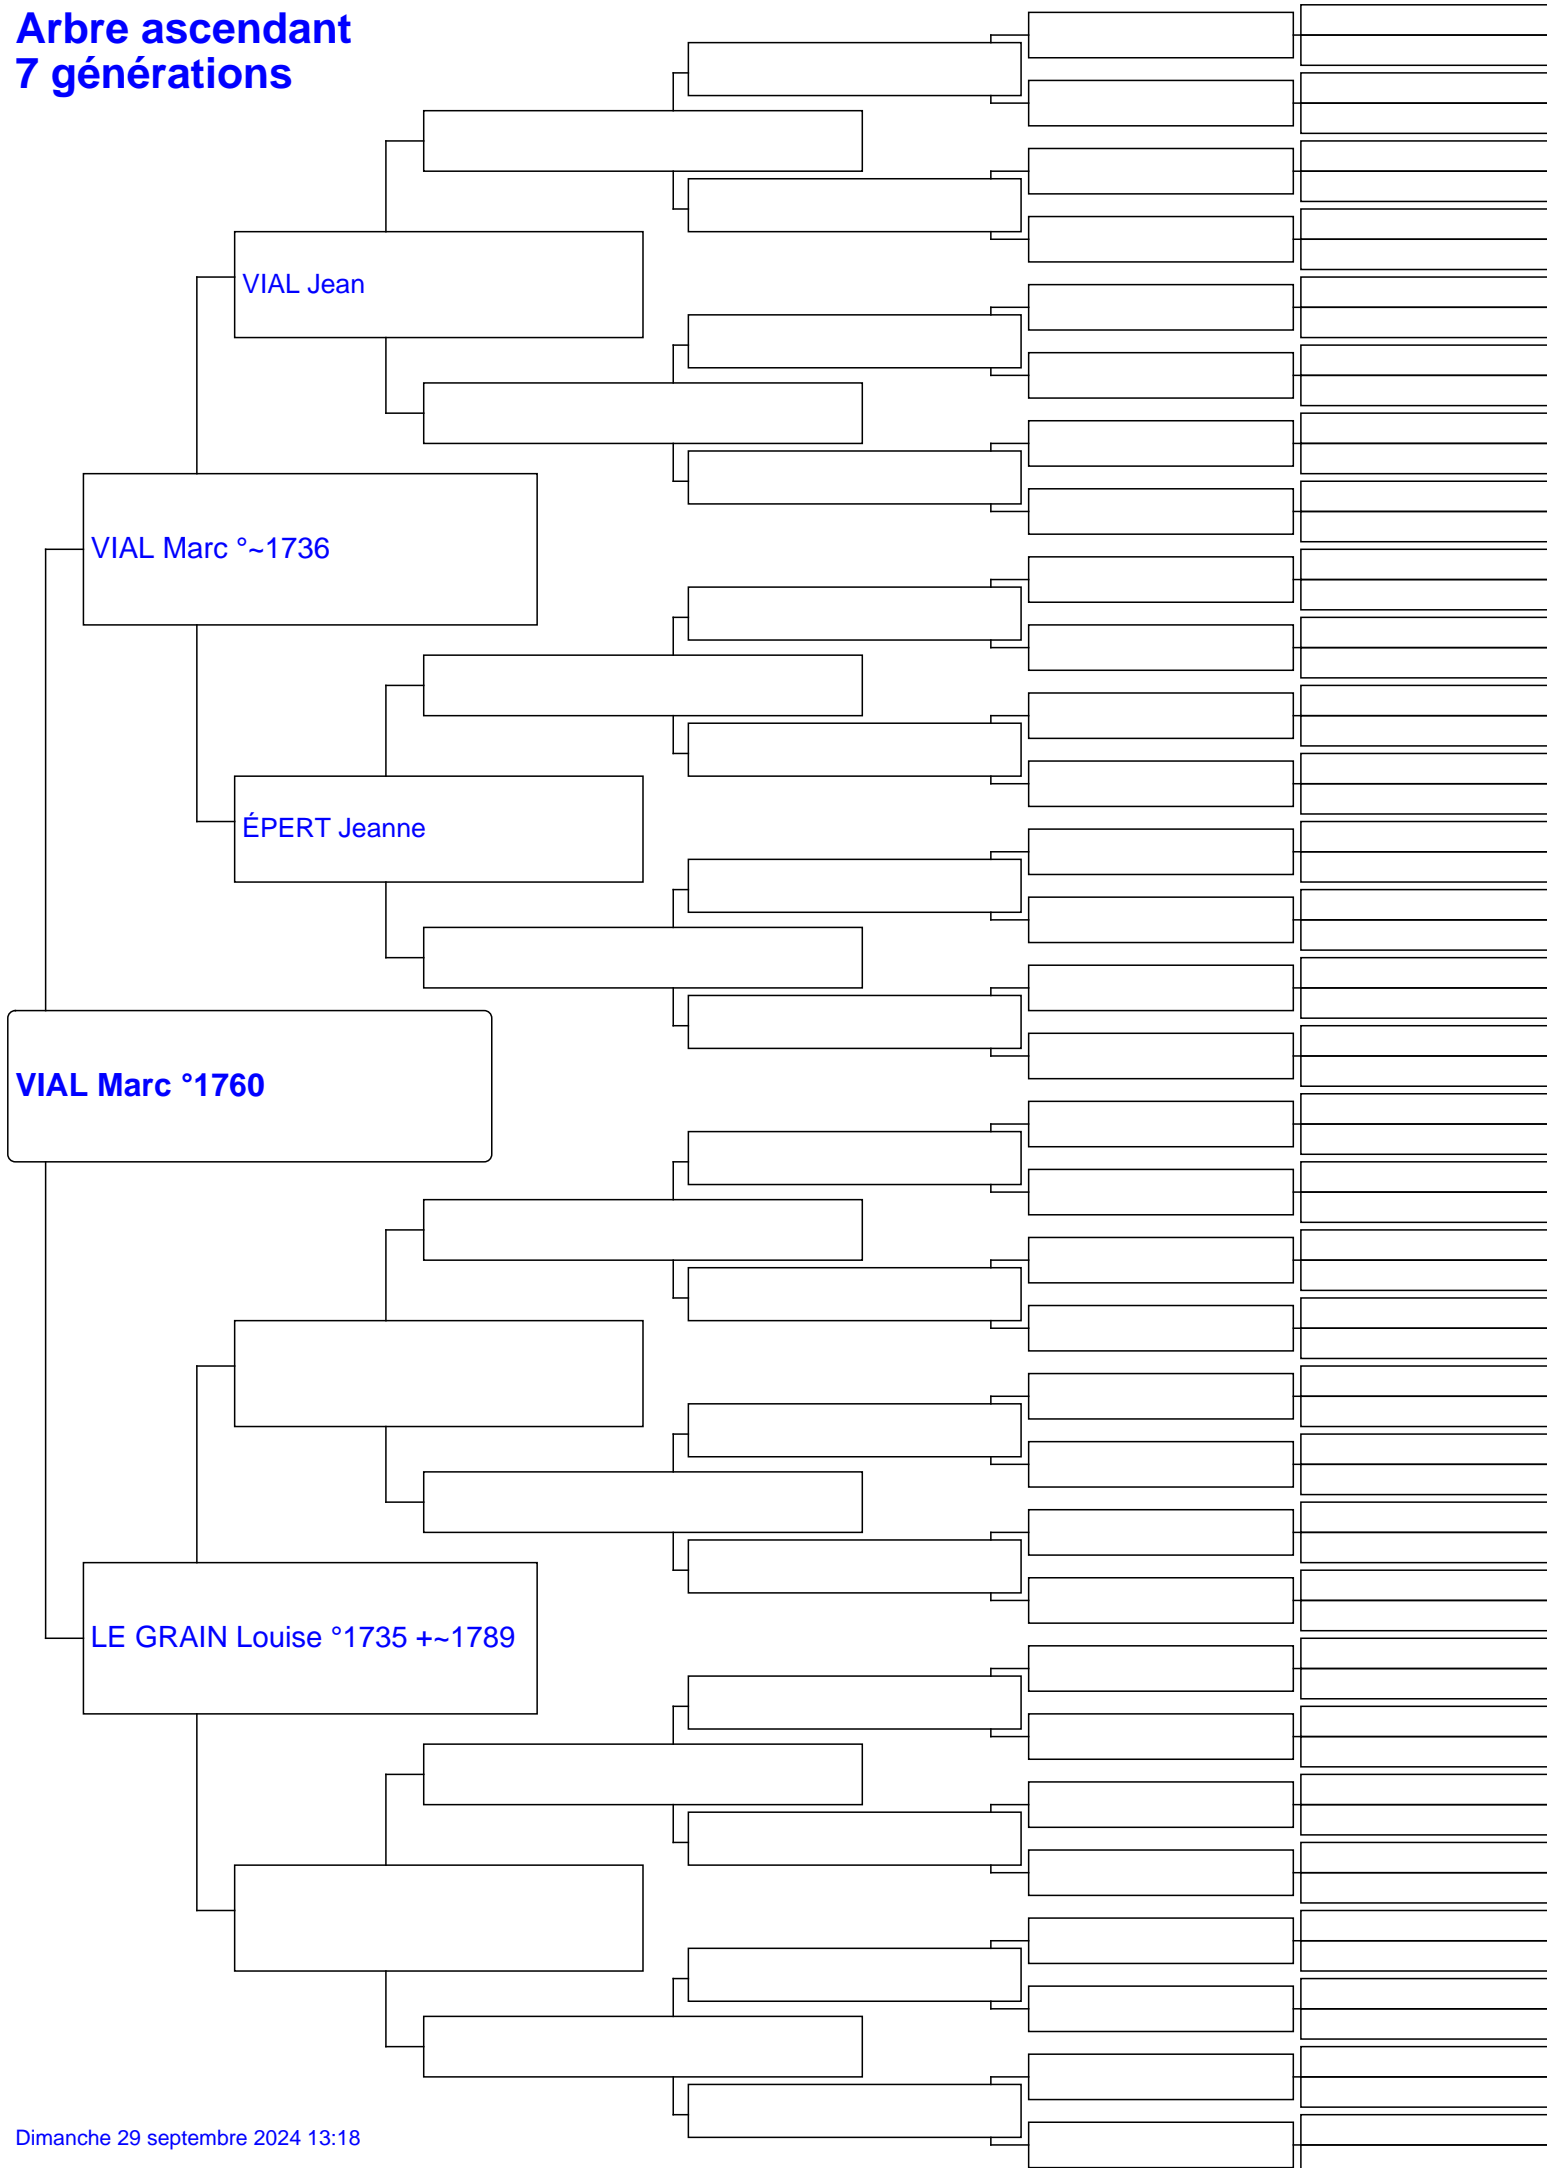 Arbre ascendant
7 générations
VIAL Jean
VIAL Marc °~1736
ÉPERT Jeanne
VIAL Marc °1760
LE GRAIN Louise °1735 +~1789
Dimanche 29 septembre 2024 13:18